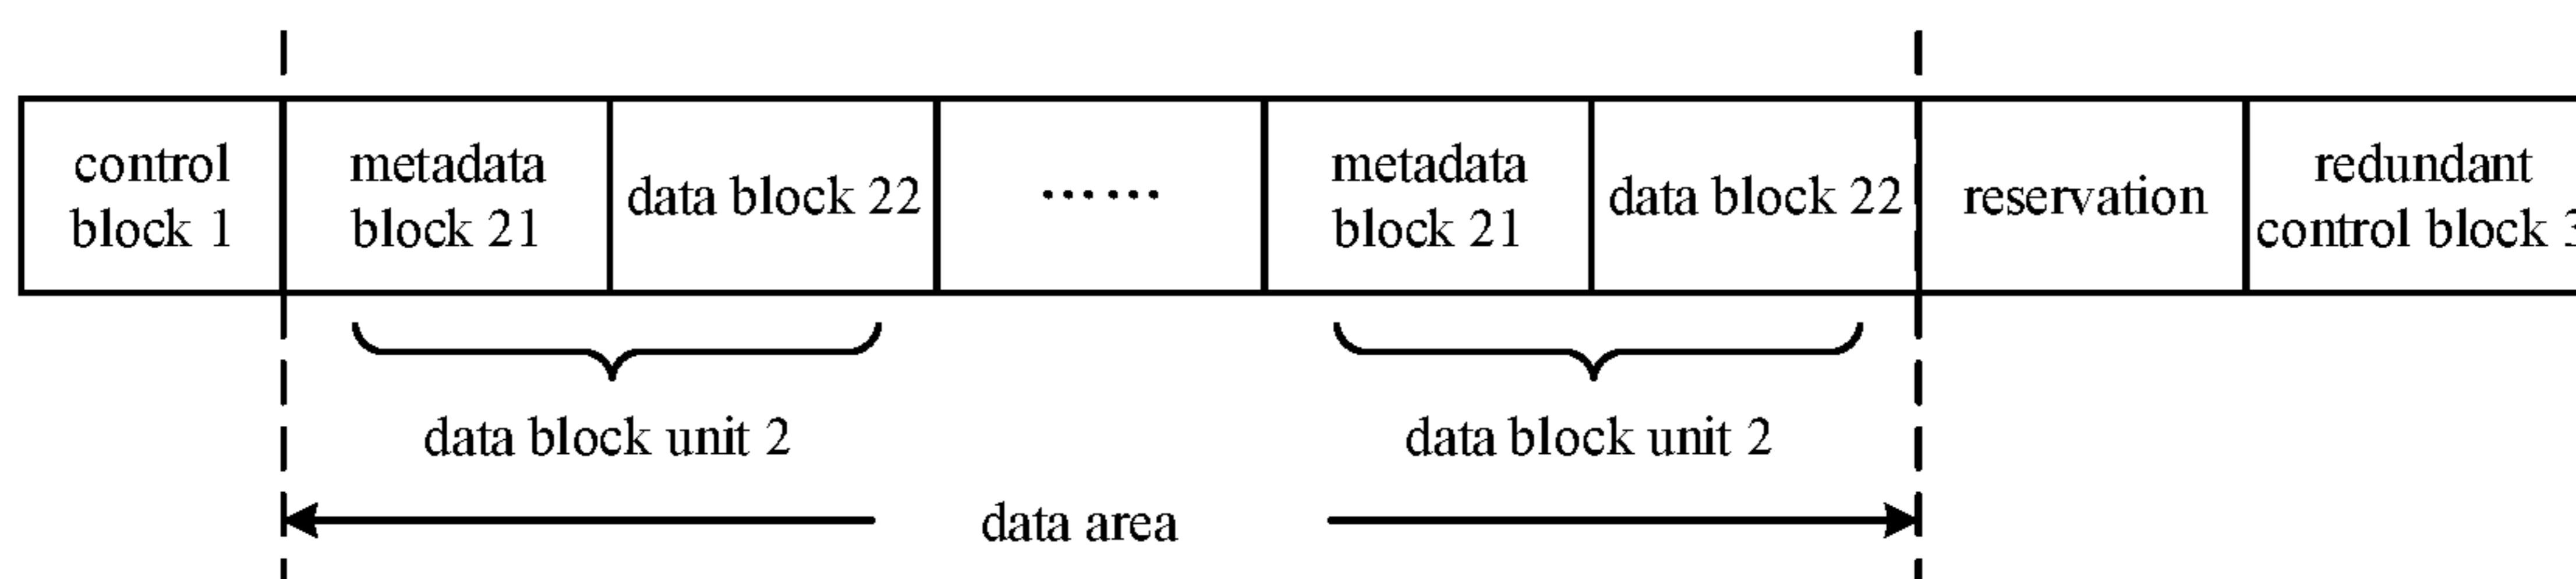 control
block 1
metadata
block 21
data block 22
......
metadata
block 21
data block 22
reservation
redundant
control block 3
data block unit 2
data block unit 2
data area